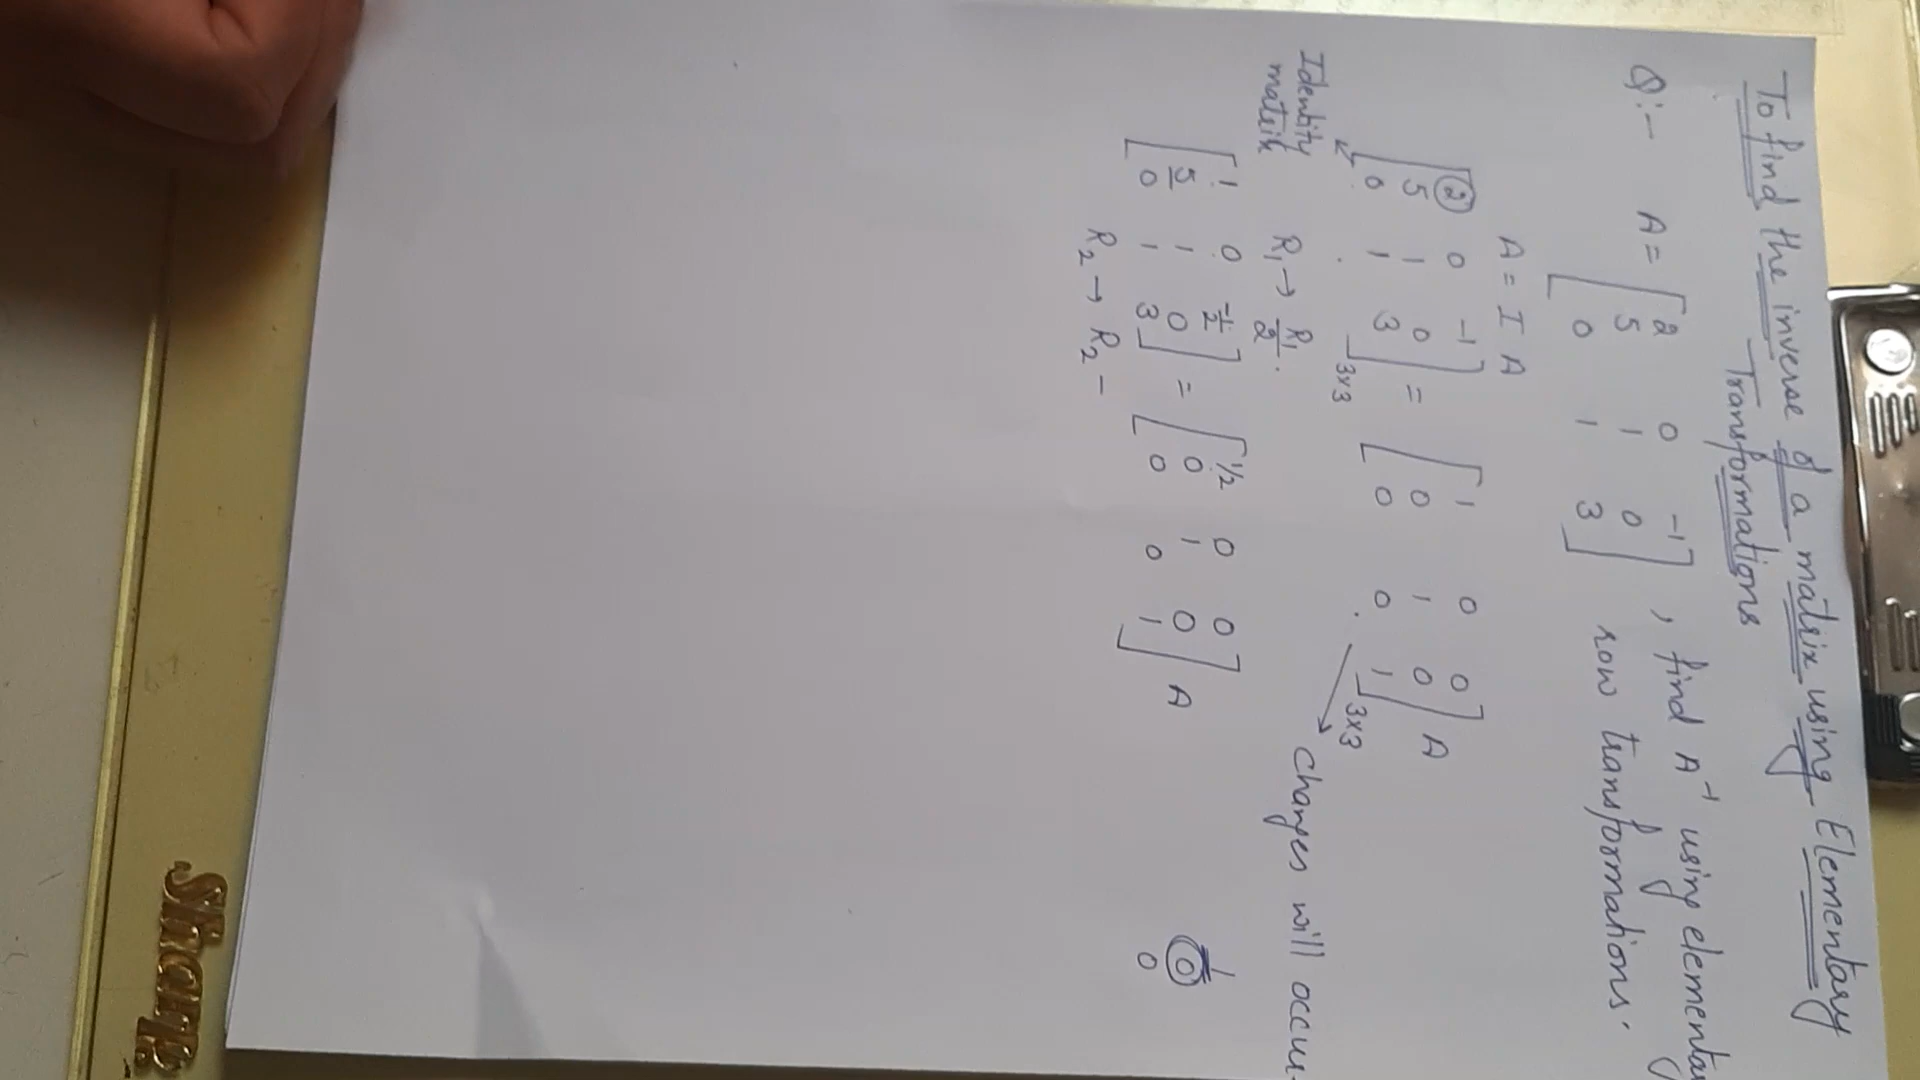 To find the inverse of a matrix using Elementary
Transformations
Q:- A = [2 0 -1
5 1 0
0 1 3], find A⁻¹ using elementary
row transformations.
A = I A
[2 0 -1
5 1 0
0 1 3]3x3 = [1 0 0
0 1 0
0 0 1]3x3 A
Identity
matrix
Changes will occur
R1 → R1/2
[1 0 -1/2
5 1 0
0 1 3] = [1/2 0 0
0 1 0
0 0 1] A
1
0
0
R2 → R2 -